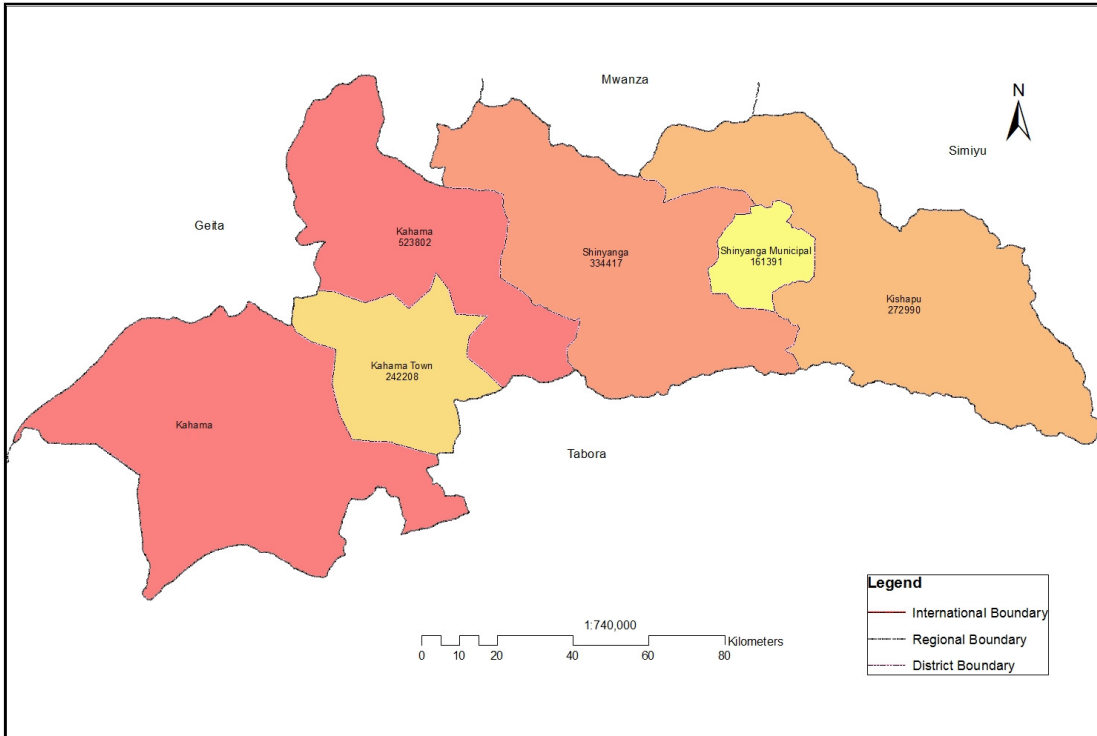 Mwanza
N
Simiyu
Geita
Kahama
523802
Shinyanga
334417
Shinyanga Municipal
161391
Kishapu
272990
Kahama Town
242208
Kahama
Tabora
1:740,000
Kilometers
0 10 20 40 60 80
Legend
International Boundary
Regional Boundary
District Boundary